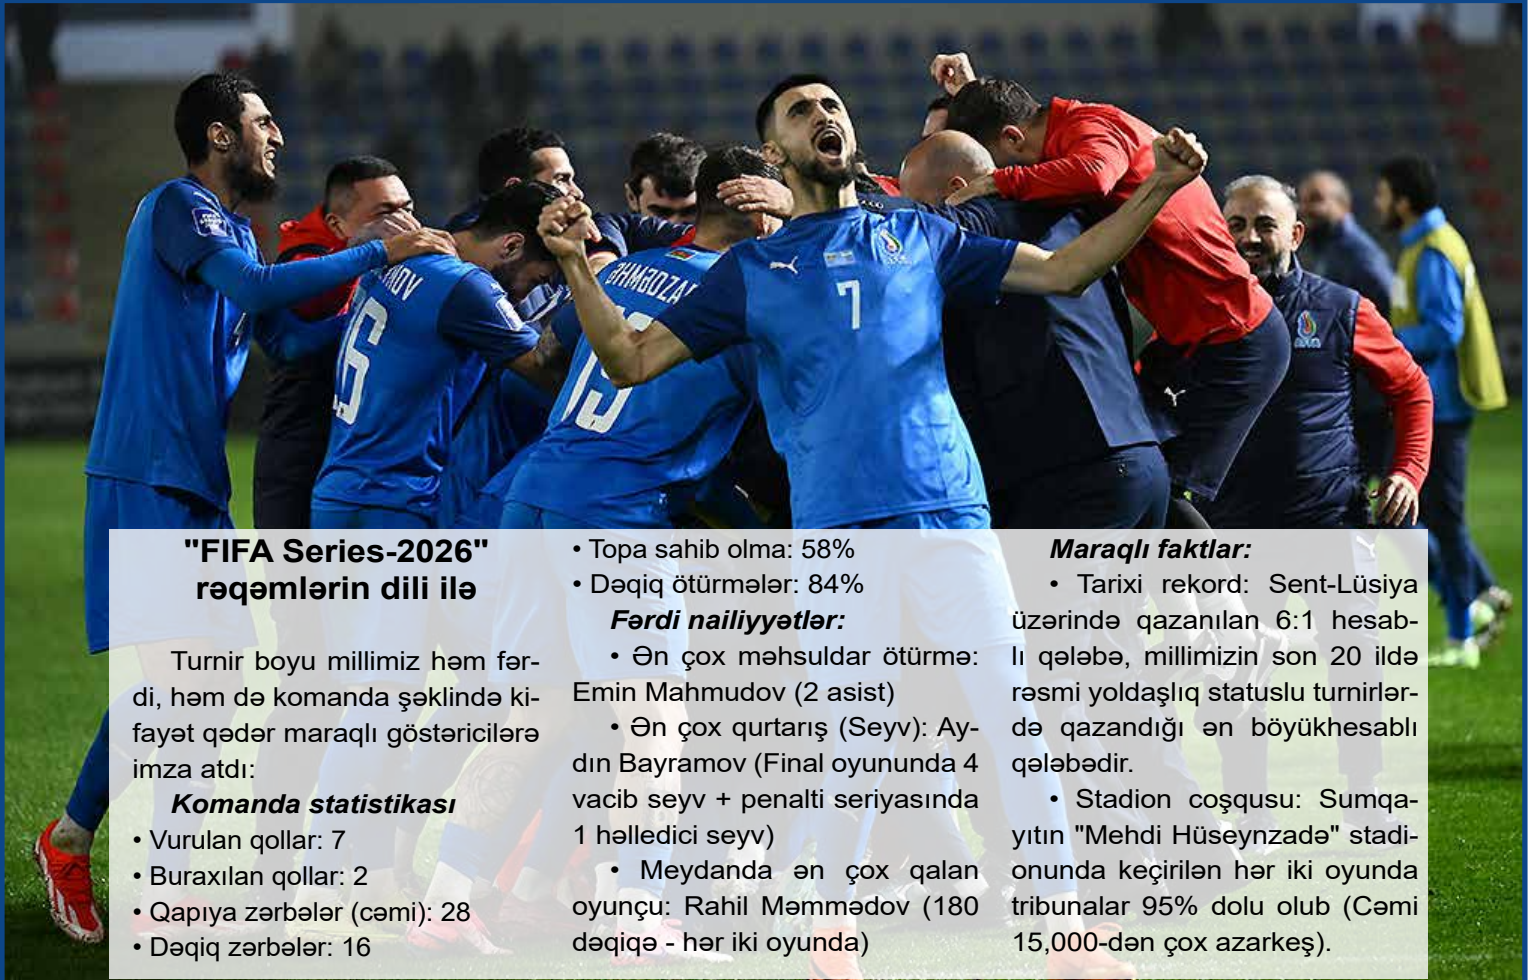 ƏHMƏDZA
7
"FIFA Series-2026"
rəqəmlərin dili ilə
Turnir boyu millimiz həm fər-
di, həm də komanda şəklində ki-
fayət qədər maraqlı göstəricilərə
imza atdı:
Komanda statistikası
• Vurulan qollar: 7
• Buraxılan qollar: 2
• Qapıya zərbələr (cəmi): 28
• Dəqiq zərbələr: 16
• Topa sahib olma: 58%
• Dəqiq ötürmələr: 84%
Fərdi nailiyyətlər:
• Ən çox məhsuldar ötürmə:
Emin Mahmudov (2 asist)
• Ən çox qurtarış (Seyv): Ay-
dın Bayramov (Final oyununda 4
vacib seyv + penalti seriyasında
1 həlledici seyv)
• Meydanda ən çox qalan
oyunçu: Rahil Məmmədov (180
dəqiqə - hər iki oyunda)
Maraqlı faktlar:
• Tarixi rekord: Sent-Lüsiya
üzərində qazanılan 6:1 hesab-
lı qələbə, millimizin son 20 ildə
rəsmi yoldaşlıq statuslu turnirlər-
də qazandığı ən böyükhesablı
qələbədir.
• Stadion coşqusu: Sumqa-
yıtın "Mehdi Hüseynzadə" stadi-
onunda keçirilən hər iki oyunda
tribunalar 95% dolu olub (Cəmi
15,000-dən çox azarkeş).